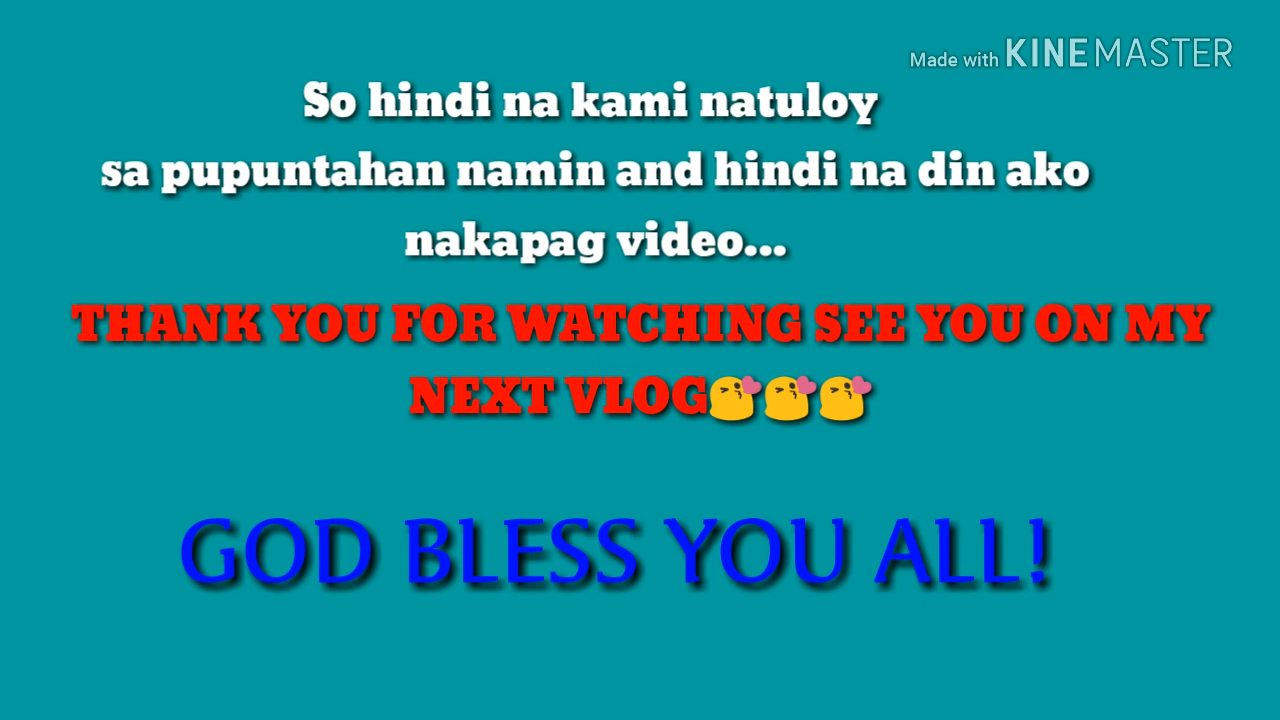 Made with KINEMASTER
So hindi na kami natuloy
sa pupuntahan namin and hindi na din ako
nakapag video...
THANK YOU FOR WATCHING SEE YOU ON MY
NEXT VLOG😘😘😘
GOD BLESS YOU ALL!